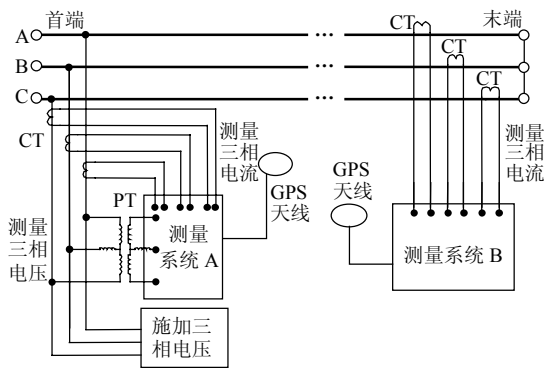 首端
末端
A
B
C
···
···
···
CT
CT
CT
CT
测量
三相
电流
GPS
天线
GPS
天线
测量
三相
电流
PT
测量
三相
电压
测量
系统 A
测量系统 B
施加三
相电压